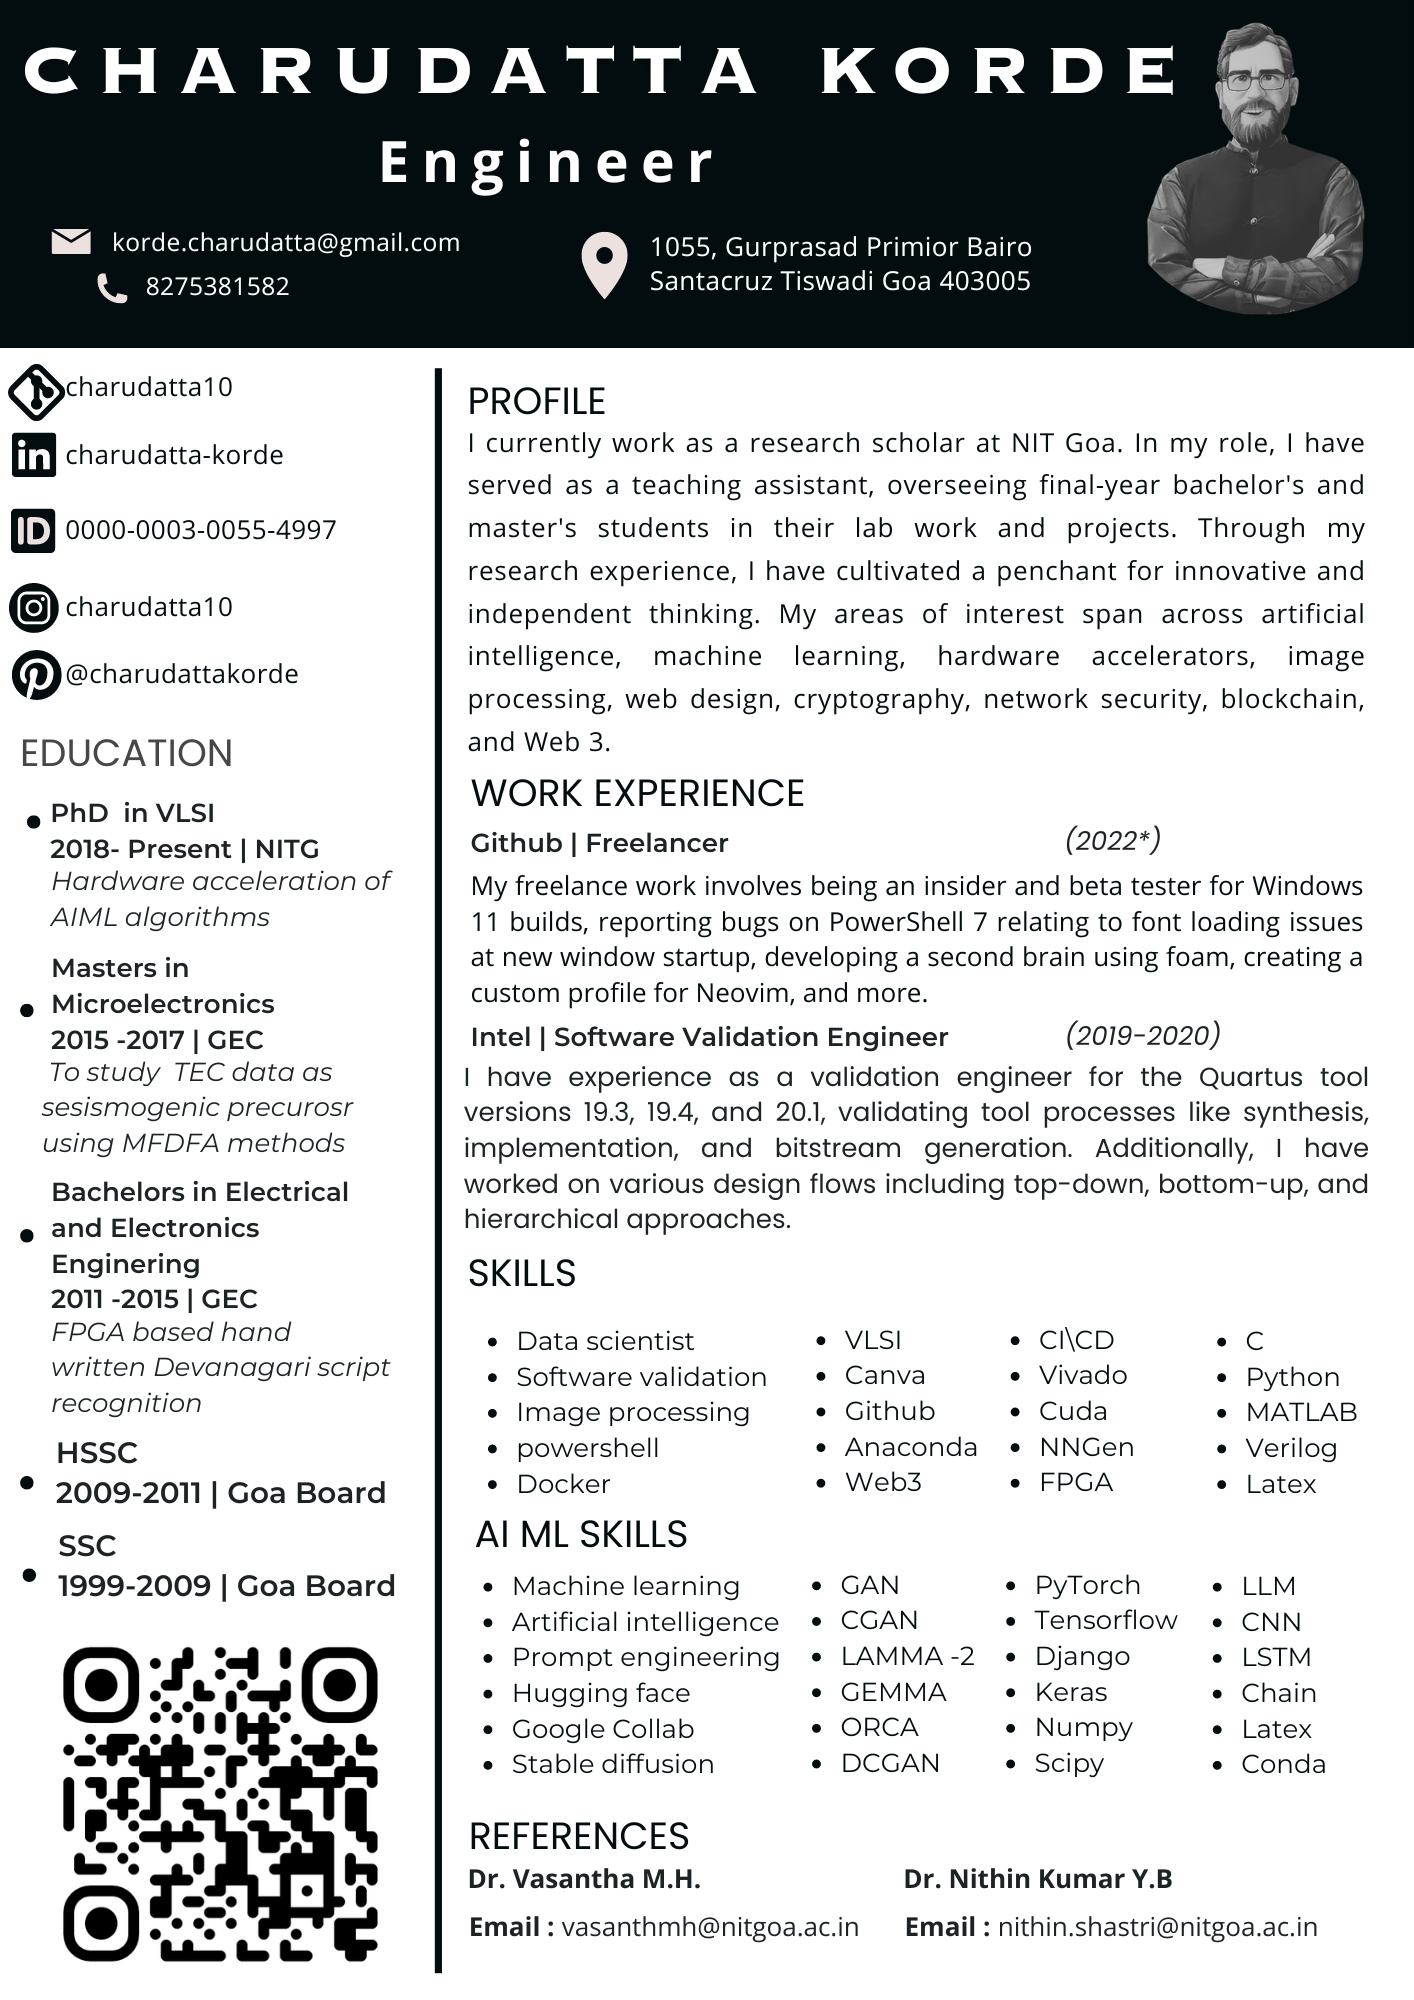 CHARUDATTA KORDE
Engineer
korde.charudatta@gmail.com
8275381582
1055, Gurprasad Primior Bairo
Santacruz Tiswadi Goa 403005
charudatta10
in charudatta-korde
ID 0000-0003-0055-4997
charudatta10
@charudattakorde
EDUCATION
PhD in VLSI
2018- Present | NITG
Hardware acceleration of
AIML algorithms
Masters in
Microelectronics
2015 -2017 | GEC
To study TEC data as
sesismogenic precurosr
using MFDFA methods
Bachelors in Electrical
and Electronics
Enginering
2011 -2015 | GEC
FPGA based hand
written Devanagari script
recognition
HSSC
2009-2011 | Goa Board
SSC
1999-2009 | Goa Board
PROFILE
I currently work as a research scholar at NIT Goa. In my role, I have
served as a teaching assistant, overseeing final-year bachelor's and
master's students in their lab work and projects. Through my
research experience, I have cultivated a penchant for innovative and
independent thinking. My areas of interest span across artificial
intelligence, machine learning, hardware accelerators, image
processing, web design, cryptography, network security, blockchain,
and Web 3.
WORK EXPERIENCE
Github | Freelancer (2022*)
My freelance work involves being an insider and beta tester for Windows
11 builds, reporting bugs on PowerShell 7 relating to font loading issues
at new window startup, developing a second brain using foam, creating a
custom profile for Neovim, and more.
Intel | Software Validation Engineer (2019-2020)
I have experience as a validation engineer for the Quartus tool
versions 19.3, 19.4, and 20.1, validating tool processes like synthesis,
implementation, and bitstream generation. Additionally, I have
worked on various design flows including top-down, bottom-up, and
hierarchical approaches.
SKILLS
• Data scientist
• Software validation
• Image processing
• powershell
• Docker
• VLSI
• Canva
• Github
• Anaconda
• Web3
• CI\CD
• Vivado
• Cuda
• NNGen
• FPGA
• C
• Python
• MATLAB
• Verilog
• Latex
AI ML SKILLS
• Machine learning
• Artificial intelligence
• Prompt engineering
• Hugging face
• Google Collab
• Stable diffusion
• GAN
• CGAN
• LAMMA -2
• GEMMA
• ORCA
• DCGAN
• PyTorch
• Tensorflow
• Django
• Keras
• Numpy
• Scipy
• LLM
• CNN
• LSTM
• Chain
• Latex
• Conda
REFERENCES
Dr. Vasantha M.H.
Email : vasanthmh@nitgoa.ac.in
Dr. Nithin Kumar Y.B
Email : nithin.shastri@nitgoa.ac.in